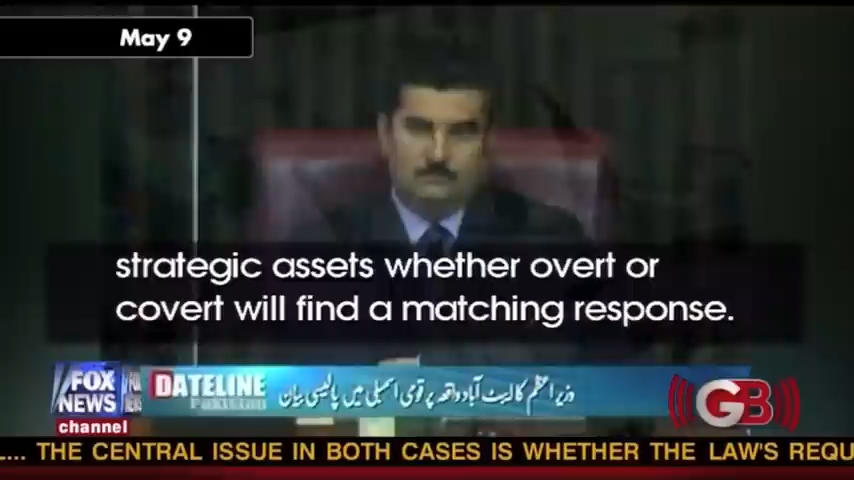 May 9
strategic assets whether overt or
covert will find a matching response.
FOX
NEWS
channel
DATELINE
Pakistan
وزیراعظم کا ایبٹ آباد واقعہ پر قومی اسمبلی میں پالیسی بیان
GB
.... THE CENTRAL ISSUE IN BOTH CASES IS WHETHER THE LAW'S REQU